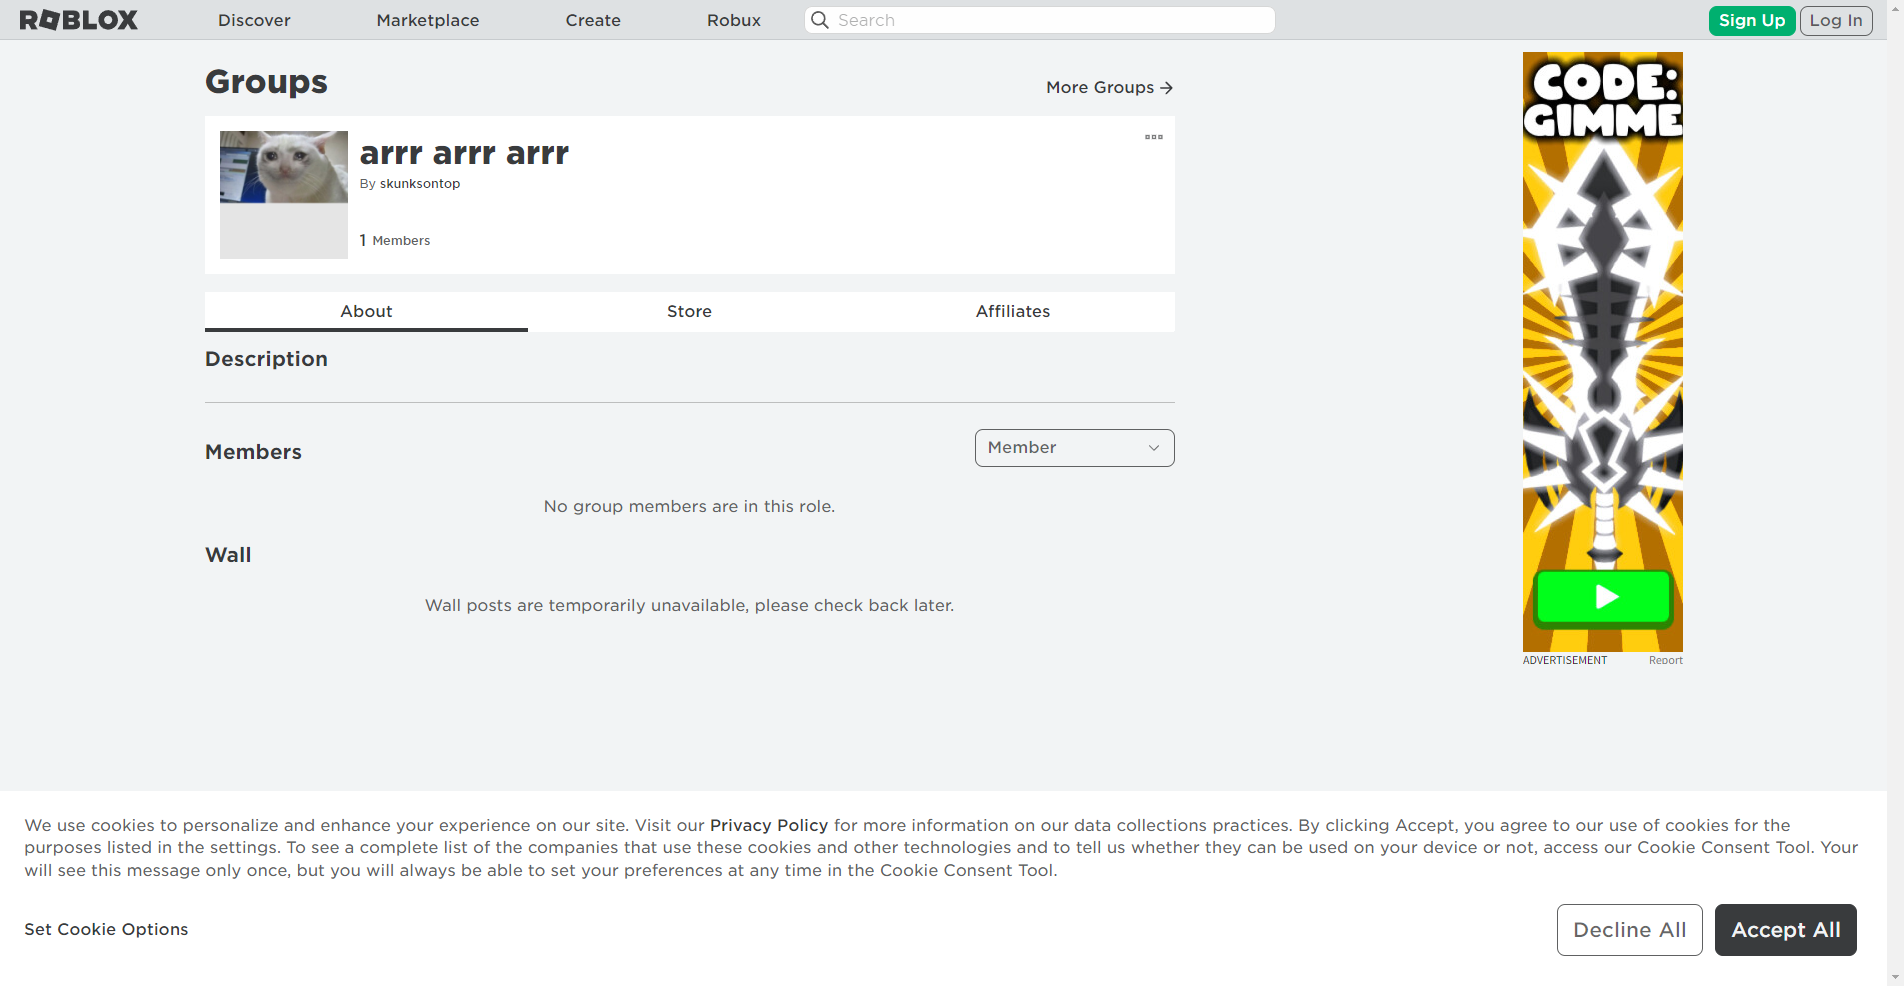 ROBLOX Discover Marketplace Create Robux Search Sign Up Log In
Groups
More Groups
arrr arrr arrr
By skunksontop
1 Members
About Store Affiliates
Description
Members
Member
No group members are in this role.
Wall
Wall posts are temporarily unavailable, please check back later.
CODE:
GIMME
ADVERTISEMENT Report
We use cookies to personalize and enhance your experience on our site. Visit our Privacy Policy for more information on our data collections practices. By clicking Accept, you agree to our use of cookies for the
purposes listed in the settings. To see a complete list of the companies that use these cookies and other technologies and to tell us whether they can be used on your device or not, access our Cookie Consent Tool. Your
will see this message only once, but you will always be able to set your preferences at any time in the Cookie Consent Tool.
Set Cookie Options
Decline All
Accept All